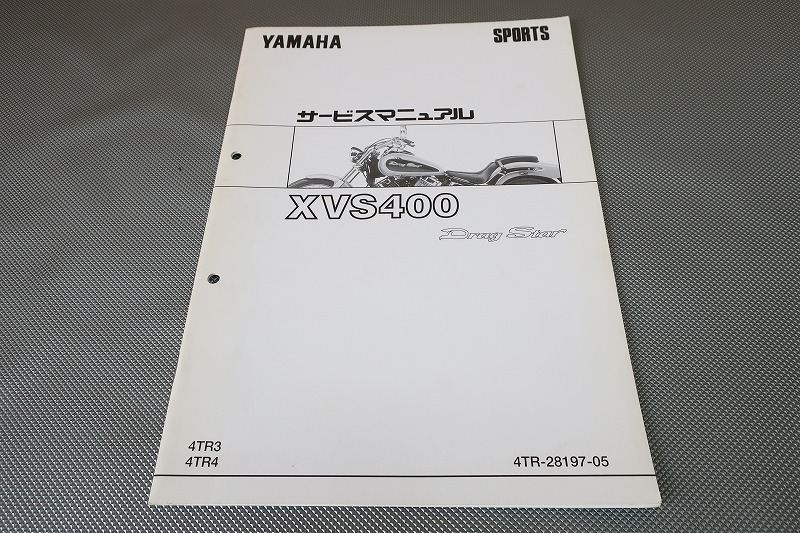 YAMAHA SPORTS
サービスマニュアル
XVS400
Drag Star
4TR3
4TR4 4TR-28197-05